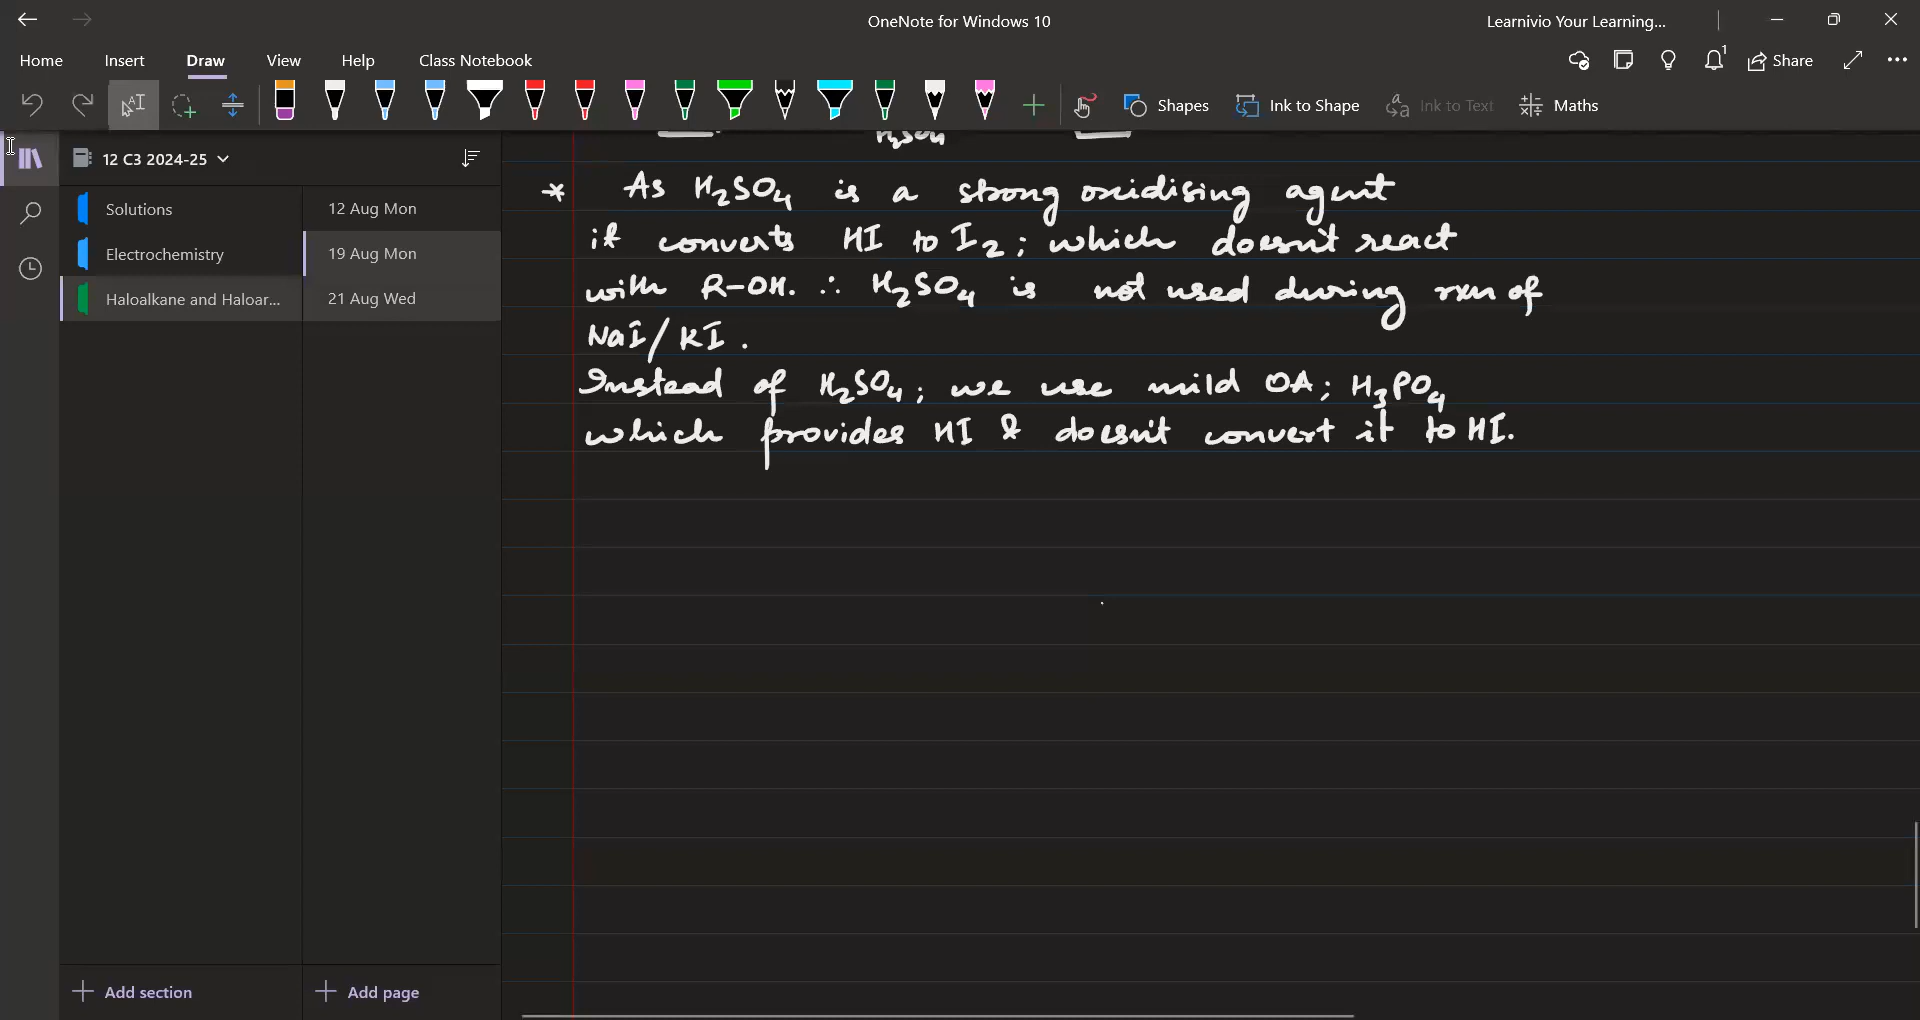 OneNote for Windows 10
Learnivio Your Learning...
Home Insert Draw View Help Class Notebook
Share
Shapes Ink to Shape Ink to Text Maths
12 C3 2024-25
Solutions
Electrochemistry
Haloalkane and Haloar...
12 Aug Mon
19 Aug Mon
21 Aug Wed
H2SO4
* As H2SO4 is a strong oxidising agent
it converts HI to I2; which doesn't react
with R-OH. ∴ H2SO4 is not used during rxn of
NaI/KI.
Instead of H2SO4; we use mild OA; H3PO4
which provides HI & doesn't convert it to HI.
Add section
Add page